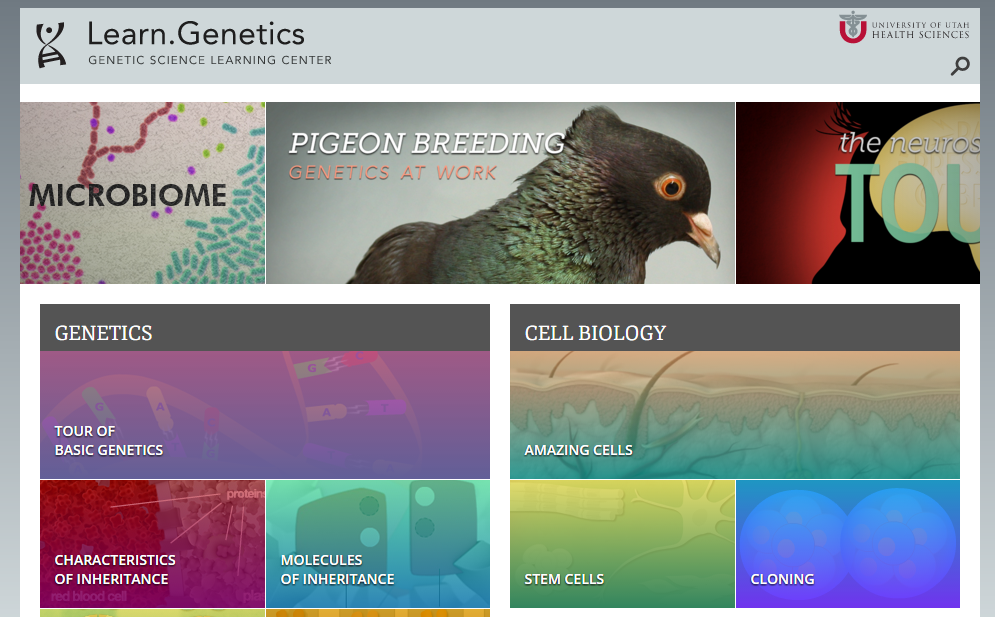 Learn.Genetics
GENETIC SCIENCE LEARNING CENTER
UNIVERSITY OF UTAH
HEALTH SCIENCES
MICROBIOME
PIGEON BREEDING
GENETICS AT WORK
the neuros
TOU
GENETICS
G
C
G
A
A
T
TOUR OF
BASIC GENETICS
proteins
CHARACTERISTICS
OF INHERITANCE
red blood cell
plas
MOLECULES
OF INHERITANCE
CELL BIOLOGY
AMAZING CELLS
STEM CELLS
CLONING